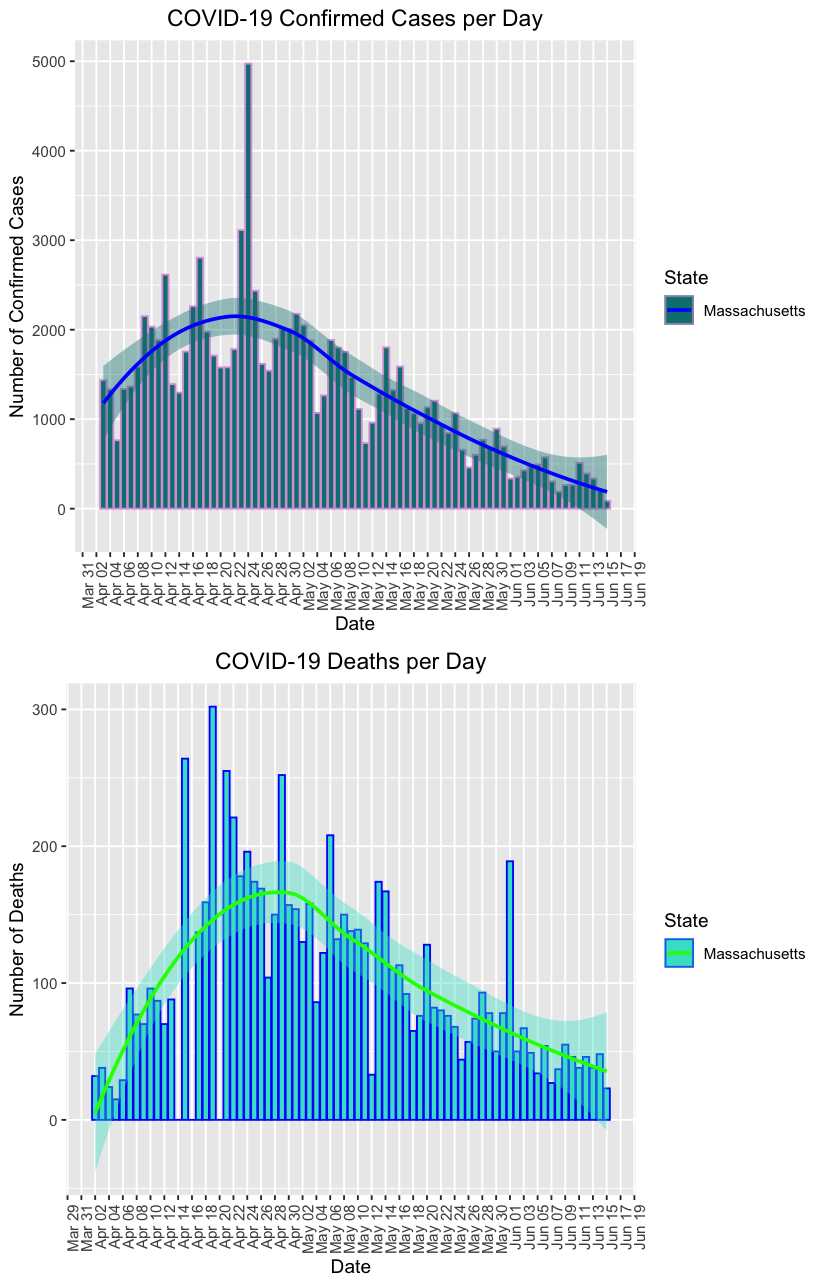 COVID-19 Confirmed Cases per Day
Number of Confirmed Cases
5000
4000
3000
2000
1000
0
Mar 31
Apr 02
Apr 04
Apr 06
Apr 08
Apr 10
Apr 12
Apr 14
Apr 16
Apr 18
Apr 20
Apr 22
Apr 24
Apr 26
Apr 28
Apr 30
May 02
May 04
May 06
May 08
May 10
May 12
May 14
May 16
May 18
May 20
May 22
May 24
May 26
May 28
May 30
Jun 01
Jun 03
Jun 05
Jun 07
Jun 09
Jun 11
Jun 13
Jun 15
Jun 17
Jun 19
Date
State
Massachusetts
COVID-19 Deaths per Day
Number of Deaths
300
200
100
0
Mar 29
Mar 31
Apr 02
Apr 04
Apr 06
Apr 08
Apr 10
Apr 12
Apr 14
Apr 16
Apr 18
Apr 20
Apr 22
Apr 24
Apr 26
Apr 28
Apr 30
May 02
May 04
May 06
May 08
May 10
May 12
May 14
May 16
May 18
May 20
May 22
May 24
May 26
May 28
May 30
Jun 01
Jun 03
Jun 05
Jun 07
Jun 09
Jun 11
Jun 13
Jun 15
Jun 17
Jun 19
Date
State
Massachusetts